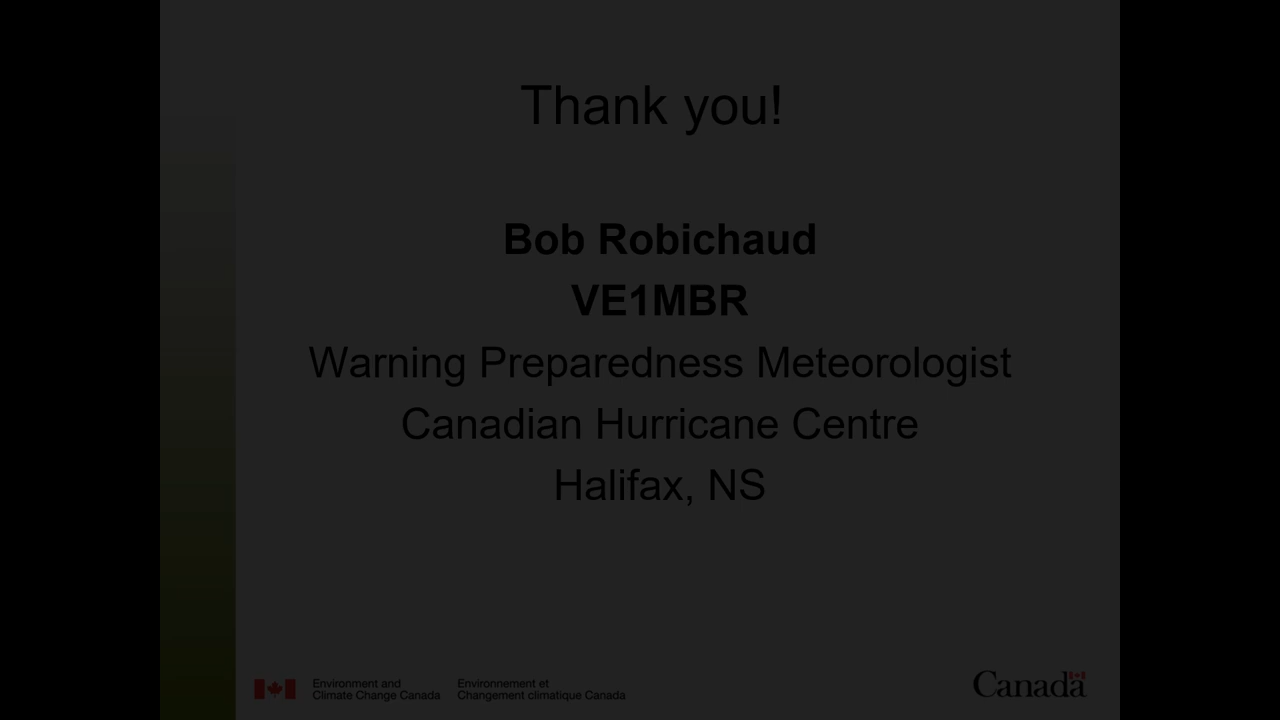 Thank you!
Bob Robichaud
VE1MBR
Warning Preparedness Meteorologist
Canadian Hurricane Centre
Halifax, NS
Environment and
Climate Change Canada
Environnement et
Changement climatique Canada
Canada